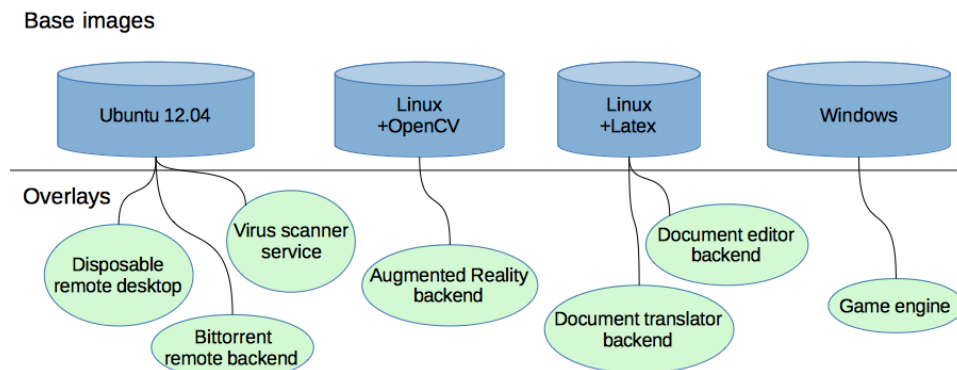 Base images
Ubuntu 12.04
Linux
+OpenCV
Linux
+Latex
Windows
Overlays
Disposable
remote desktop
Bittorrent
remote backend
Virus scanner
service
Augmented Reality
backend
Document translator
backend
Document editor
backend
Game engine